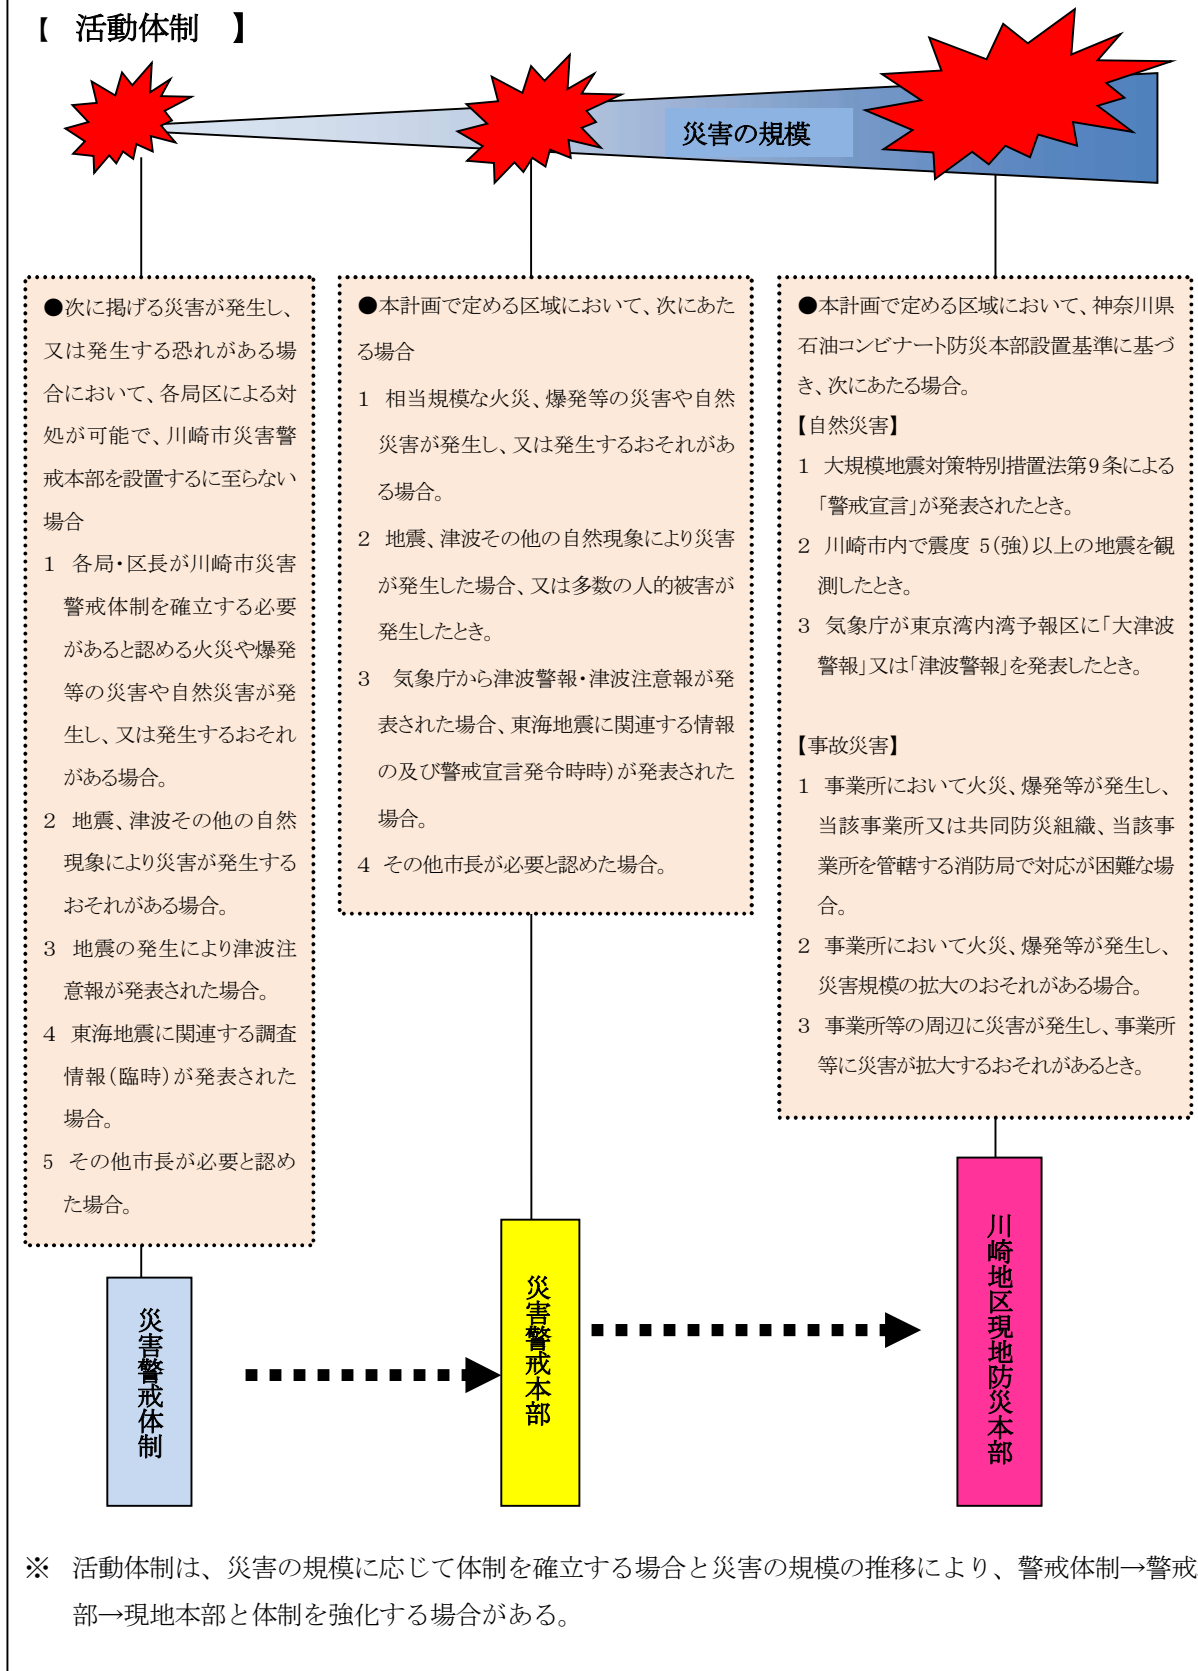 【 活動体制 】
災害の規模
●次に掲げる災害が発生し、
又は発生する恐れがある場
合において、各局区による対
処が可能で、川崎市災害警
戒本部を設置するに至らない
場合
1 各局・区長が川崎市災害
警戒体制を確立する必要
があると認める火災や爆発
等の災害や自然災害が発
生し、又は発生するおそれ
がある場合。
2 地震、津波その他の自然
現象により災害が発生する
おそれがある場合。
3 地震の発生により津波注
意報が発表された場合。
4 東海地震に関連する調査
情報（臨時）が発表された
場合。
5 その他市長が必要と認め
た場合。
●本計画で定める区域において、次にあた
る場合
1 相当規模な火災、爆発等の災害や自然
災害が発生し、又は発生するおそれがあ
る場合。
2 地震、津波その他の自然現象により災害
が発生した場合、又は多数の人的被害が
発生したとき。
3 気象庁から津波警報・津波注意報が発
表された場合、東海地震に関連する情報
の及び警戒宣言発令時時）が発表された
場合。
4 その他市長が必要と認めた場合。
●本計画で定める区域において、神奈川県
石油コンビナート防災本部設置基準に基づ
き、次にあたる場合。
【自然災害】
1 大規模地震対策特別措置法第9条による
「警戒宣言」が発表されたとき。
2 川崎市内で震度 5(強)以上の地震を観
測したとき。
3 気象庁が東京湾内湾予報区に「大津波
警報」又は「津波警報」を発表したとき。
【事故災害】
1 事業所において火災、爆発等が発生し、
当該事業所又は共同防災組織、当該事
業所を管轄する消防局で対応が困難な場
合。
2 事業所において火災、爆発等が発生し、
災害規模の拡大のおそれがある場合。
3 事業所等の周辺に災害が発生し、事業所
等に災害が拡大するおそれがあるとき。
災害警戒体制
災害警戒本部
川崎地区現地防災本部
※ 活動体制は、災害の規模に応じて体制を確立する場合と災害の規模の推移により、警戒体制→警戒
部→現地本部と体制を強化する場合がある。